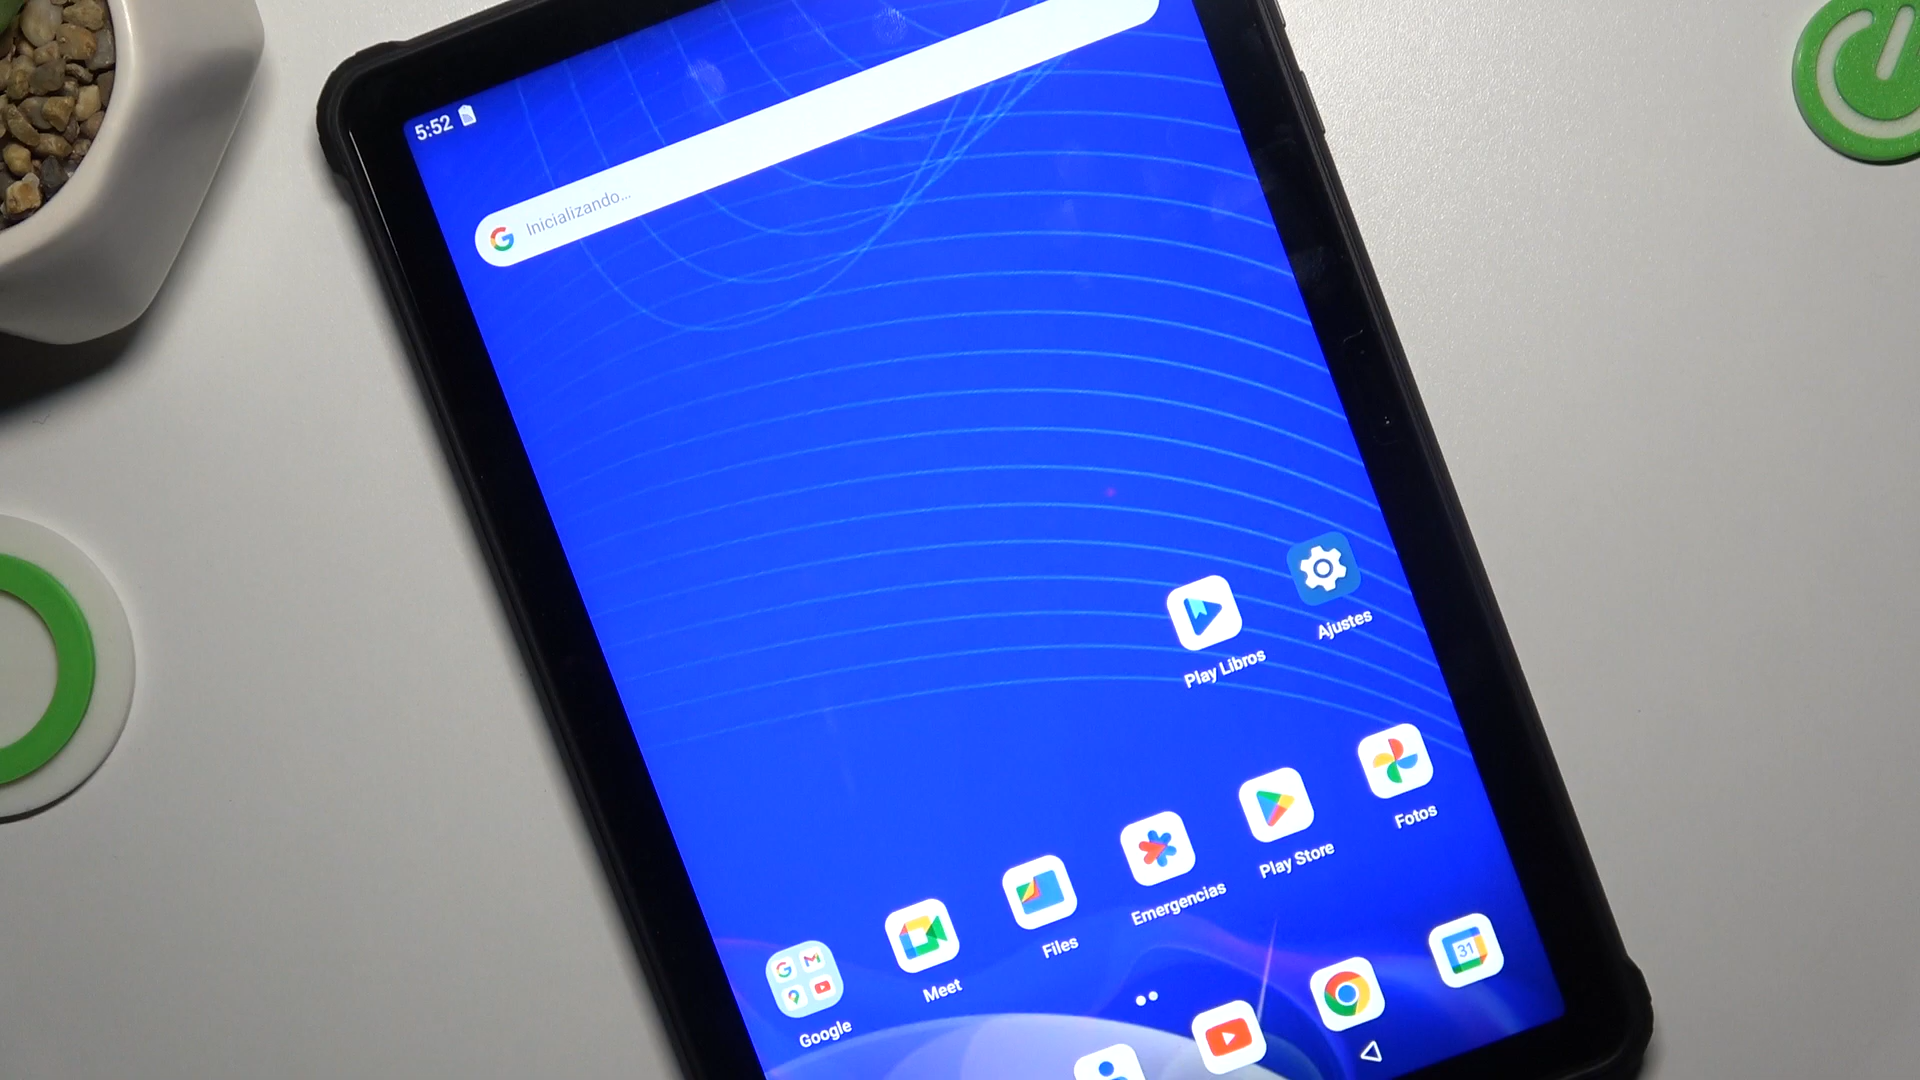 5:52
Inicializando...
Ajustes
Play Libros
Fotos
Play Store
Emergencias
Files
Meet
Google
31